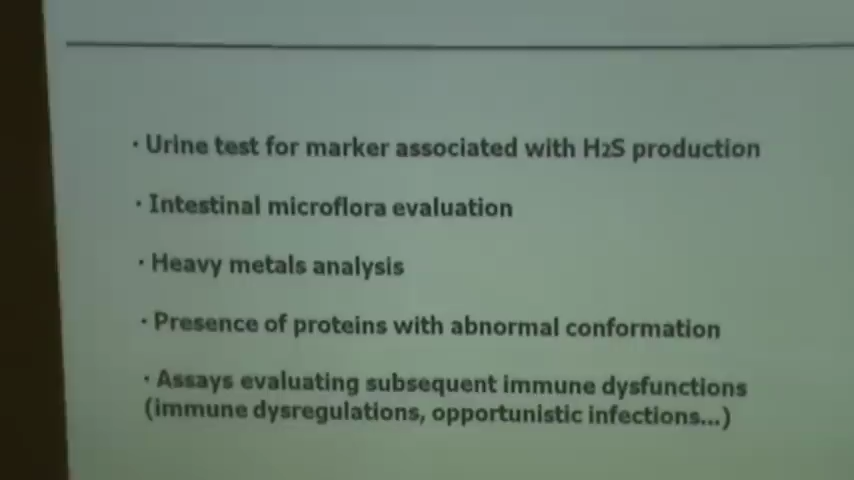 · Urine test for marker associated with H2S production
· Intestinal microflora evaluation
· Heavy metals analysis
· Presence of proteins with abnormal conformation
· Assays evaluating subsequent immune dysfunctions
(immune dysregulations, opportunistic infections...)